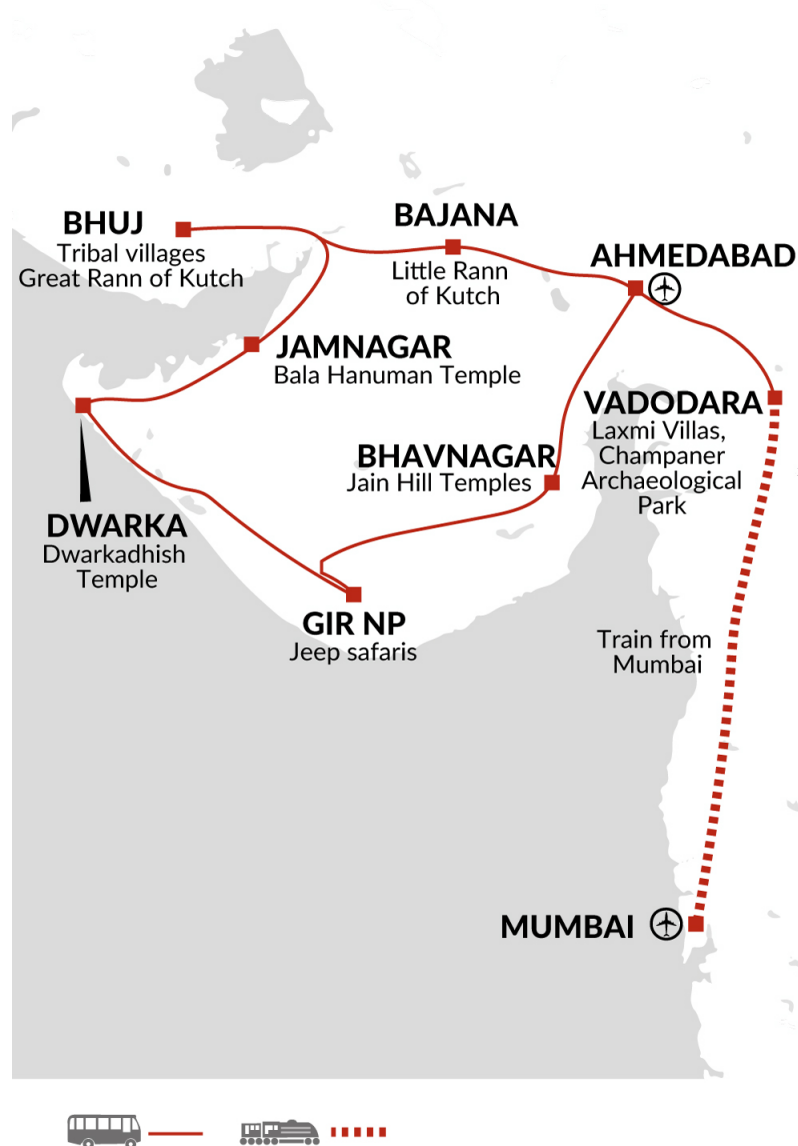 BHUJ
Tribal villages
Great Rann of Kutch
BAJANA
Little Rann
of Kutch
AHMEDABAD
JAMNAGAR
Bala Hanuman Temple
VADODARA
Laxmi Villas,
Champaner
Archaeological
Park
BHAVNAGAR
Jain Hill Temples
DWARKA
Dwarkadhish
Temple
GIR NP
Jeep safaris
Train from
Mumbai
MUMBAI